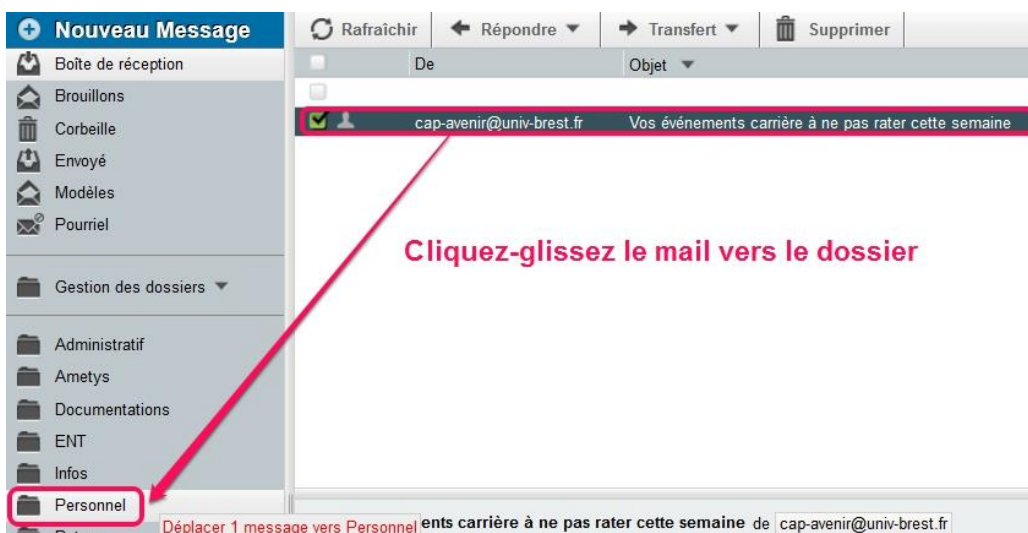 Nouveau Message
Rafraîchir Répondre Transfert Supprimer
Boîte de réception
De Objet
Brouillons
Corbeille
cap-avenir@univ-brest.fr Vos événements carrière à ne pas rater cette semaine
Envoyé
Modèles
Pourriel
Cliquez-glissez le mail vers le dossier
Gestion des dossiers
Administratif
Ametys
Documentations
ENT
Infos
Personnel
Déplacer 1 message vers Personnel
carrière à ne pas rater cette semaine de cap-avenir@univ-brest.fr